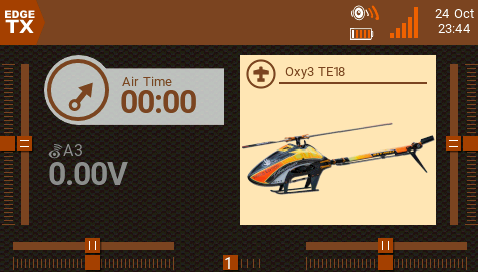 EDGE
TX
24 Oct
23:44
Air Time
00:00
Oxy3 TE18
A3
0.00V
1